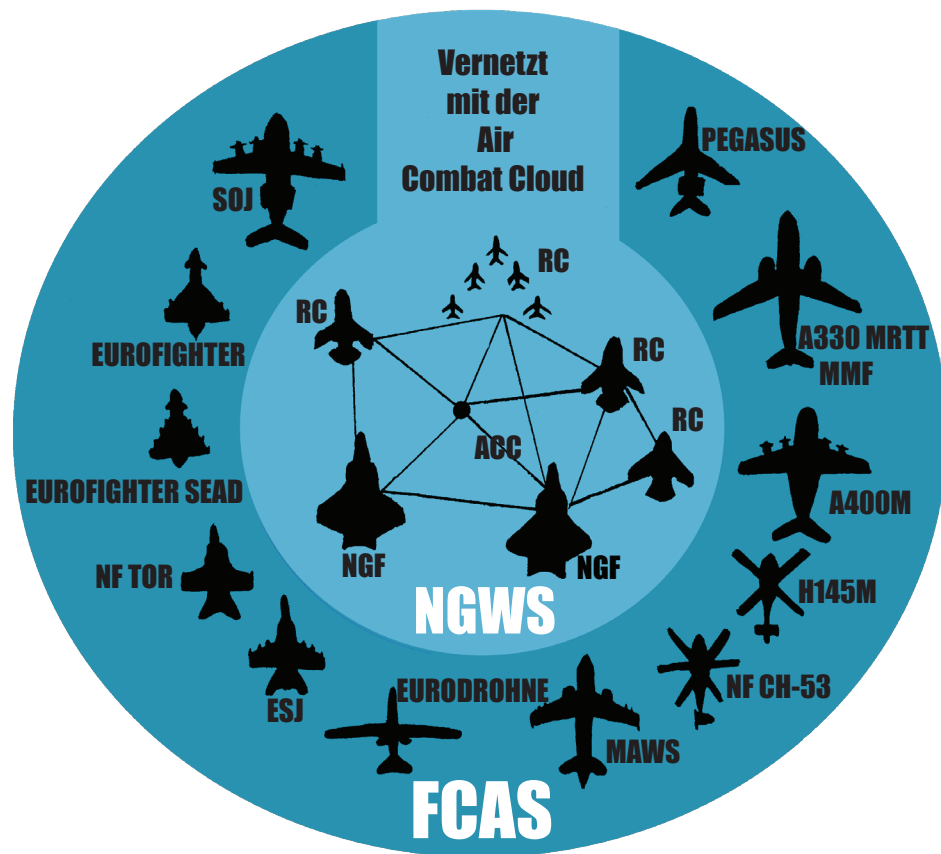 Vernetzt
mit der
Air
Combat Cloud
PEGASUS
SOJ
RC
RC
A330 MRTT
MMF
EUROFIGHTER
RC
RC
ACC
EUROFIGHTER SEAD
A400M
NF TOR
NGF
NGF
H145M
NGWS
NF CH-53
ESJ
EURODROHNE
MAWS
FCAS